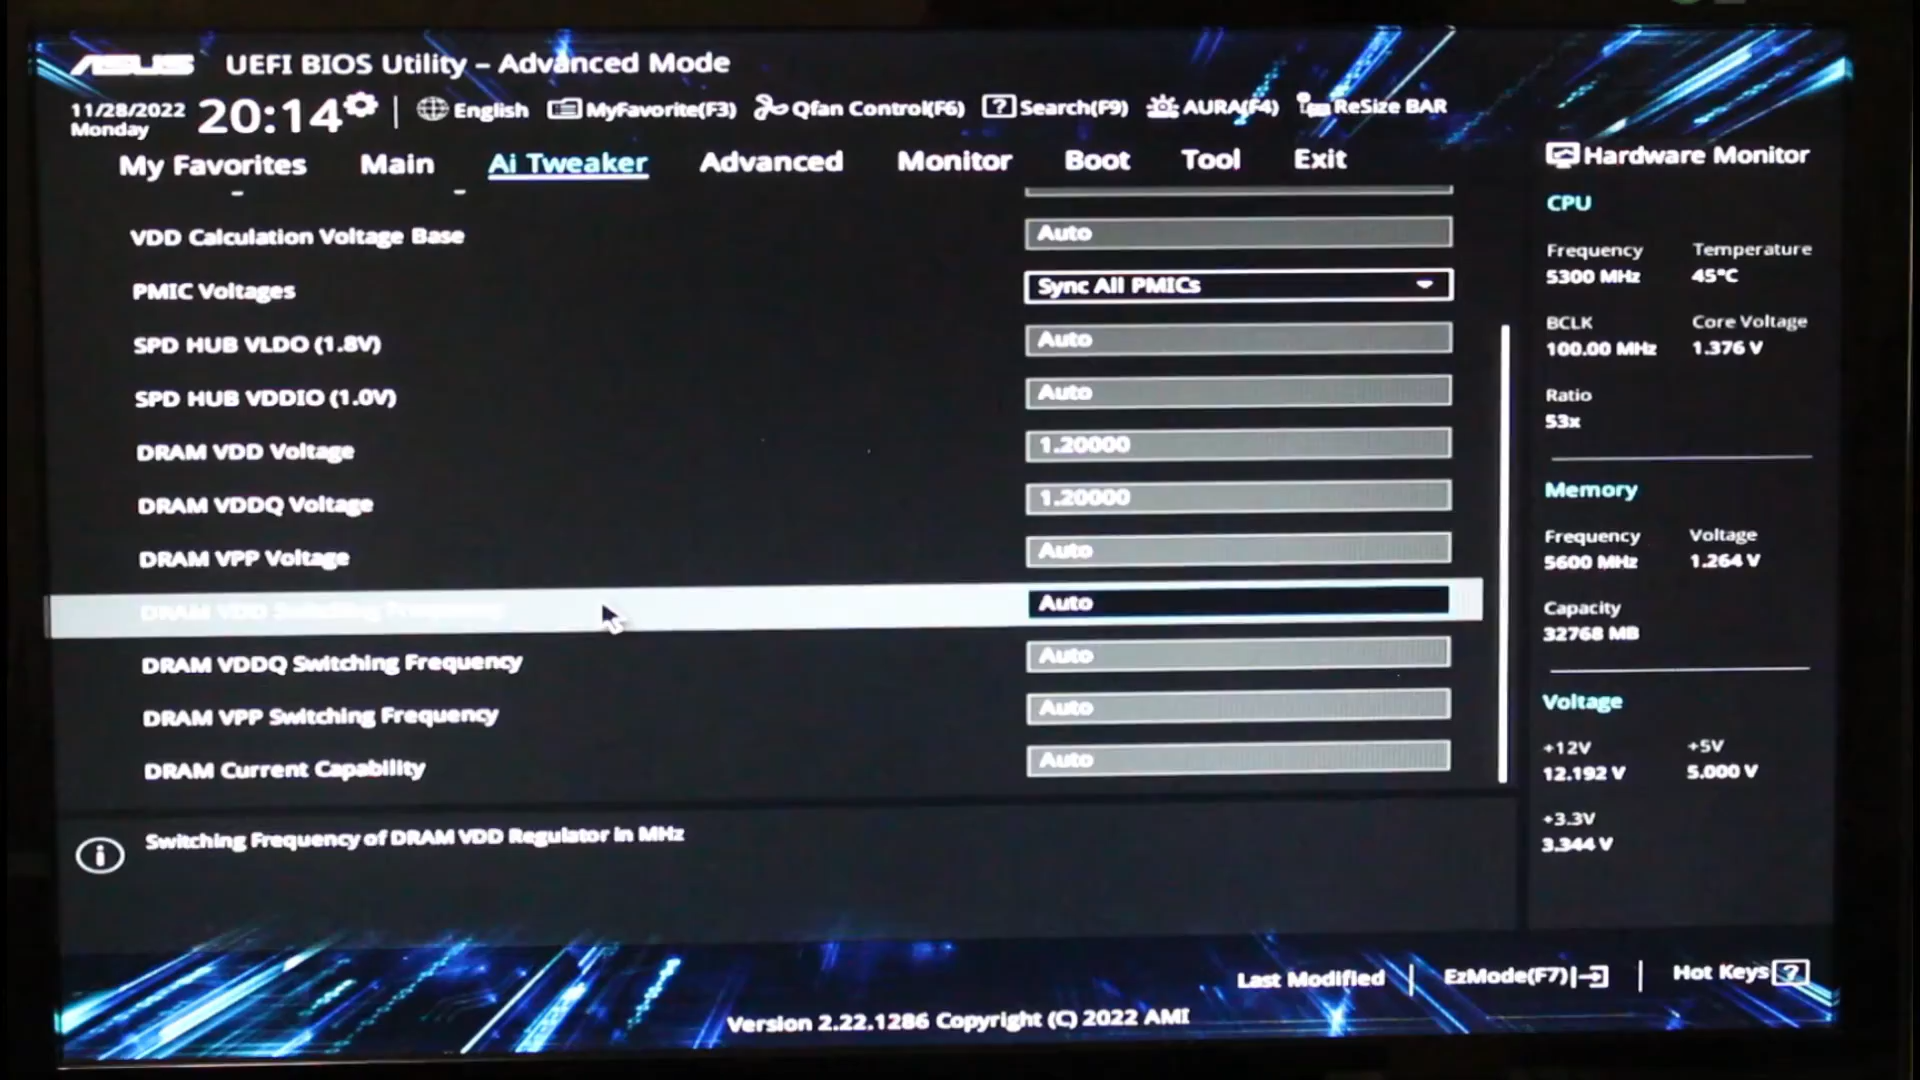 ASUS UEFI BIOS Utility – Advanced Mode
11/28/2022
Monday
20:14
English
MyFavorite(F3)
Qfan Control(F6)
Search(F9)
AURA(F4)
ReSize BAR
My Favorites
Main
Ai Tweaker
Advanced
Monitor
Boot
Tool
Exit
VDD Calculation Voltage Base
Auto
PMIC Voltages
Sync All PMICs
SPD HUB VLDO (1.8V)
Auto
SPD HUB VDDIO (1.0V)
Auto
DRAM VDD Voltage
1.20000
DRAM VDDQ Voltage
1.20000
DRAM VPP Voltage
Auto
DRAM VDD Switching Frequency
Auto
DRAM VDDQ Switching Frequency
Auto
DRAM VPP Switching Frequency
Auto
DRAM Current Capability
Auto
Switching Frequency of DRAM VDD Regulator in MHz
Hardware Monitor
CPU
Frequency Temperature
5300 MHz 45°C
BCLK Core Voltage
100.00 MHz 1.376 V
Ratio
53x
Memory
Frequency Voltage
5600 MHz 1.264 V
Capacity
32768 MB
Voltage
+12V +5V
12.192 V 5.000 V
+3.3V
3.344 V
Last Modified
EzMode(F7)
Hot Keys
Version 2.22.1286 Copyright (C) 2022 AMI